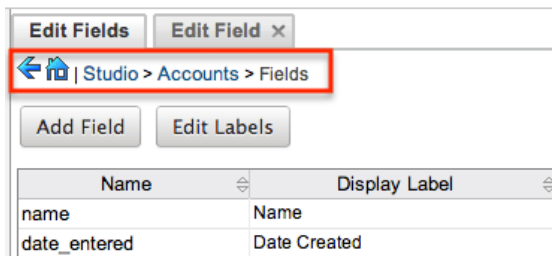 Edit Fields Edit Field ×
| Studio > Accounts > Fields
Add Field Edit Labels
Name Display Label
name Name
date_entered Date Created